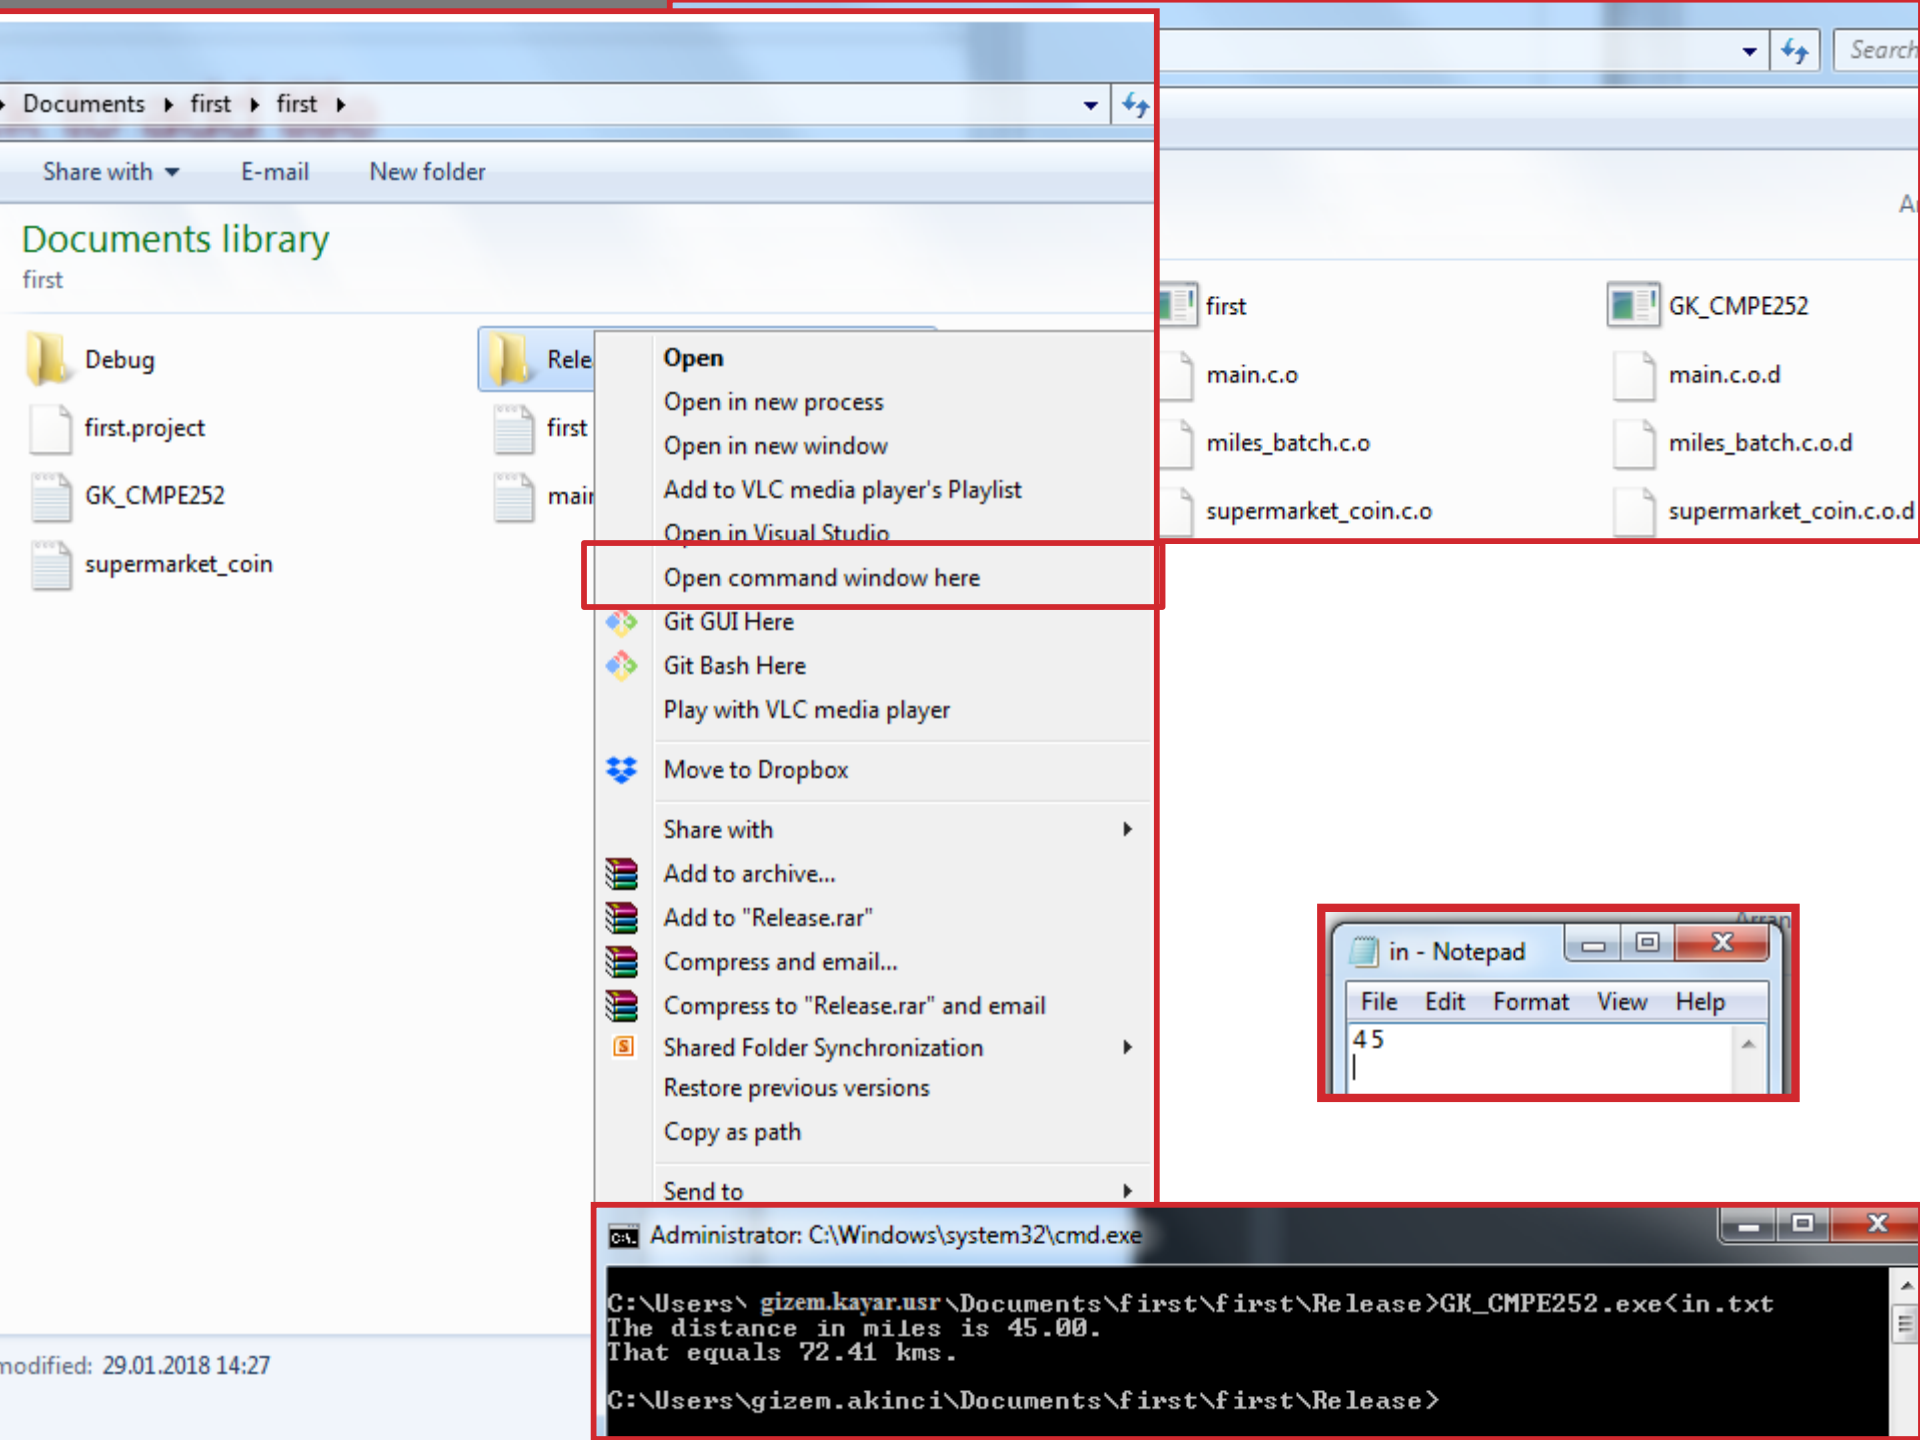 Documents first first
Share with E-mail New folder
Documents library
first
Debug
Rele
first.project
first
GK_CMPE252
mair
supermarket_coin
Open
Open in new process
Open in new window
Add to VLC media player's Playlist
Open in Visual Studio
Open command window here
Git GUI Here
Git Bash Here
Play with VLC media player
Move to Dropbox
Share with
Add to archive...
Add to "Release.rar"
Compress and email...
Compress to "Release.rar" and email
Shared Folder Synchronization
Restore previous versions
Copy as path
Send to
modified: 29.01.2018 14:27
Search
first
GK_CMPE252
main.c.o
main.c.o.d
miles_batch.c.o
miles_batch.c.o.d
supermarket_coin.c.o
supermarket_coin.c.o.d
Arran
in - Notepad
File Edit Format View Help
45
Administrator: C:\Windows\system32\cmd.exe
C:\Users\ gizem.kayar.usr\Documents\first\first\Release>GK_CMPE252.exe<in.txt
The distance in miles is 45.00.
That equals 72.41 kms.
C:\Users\gizem.akinci\Documents\first\first\Release>